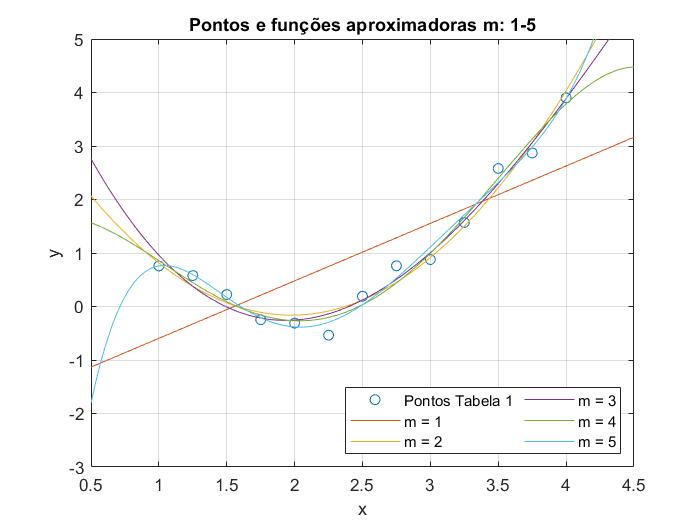 Pontos e funções aproximadoras m: 1-5
5
4
3
2
1
0
-1
-2
-3
y
Pontos Tabela 1
m = 1
m = 2
m = 3
m = 4
m = 5
0.5 1 1.5 2 2.5 3 3.5 4 4.5
x